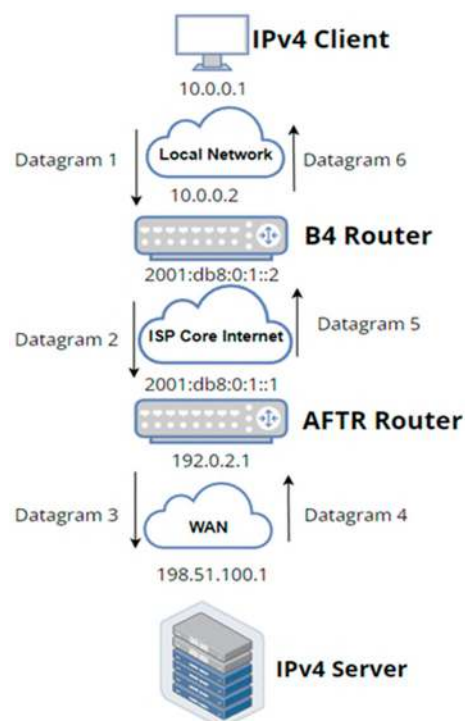 IPv4 Client
10.0.0.1
Datagram 1
Local Network
Datagram 6
10.0.0.2
B4 Router
2001:db8:0:1::2
Datagram 2
ISP Core Internet
Datagram 5
2001:db8:0:1::1
AFTR Router
192.0.2.1
Datagram 3
WAN
Datagram 4
198.51.100.1
IPv4 Server